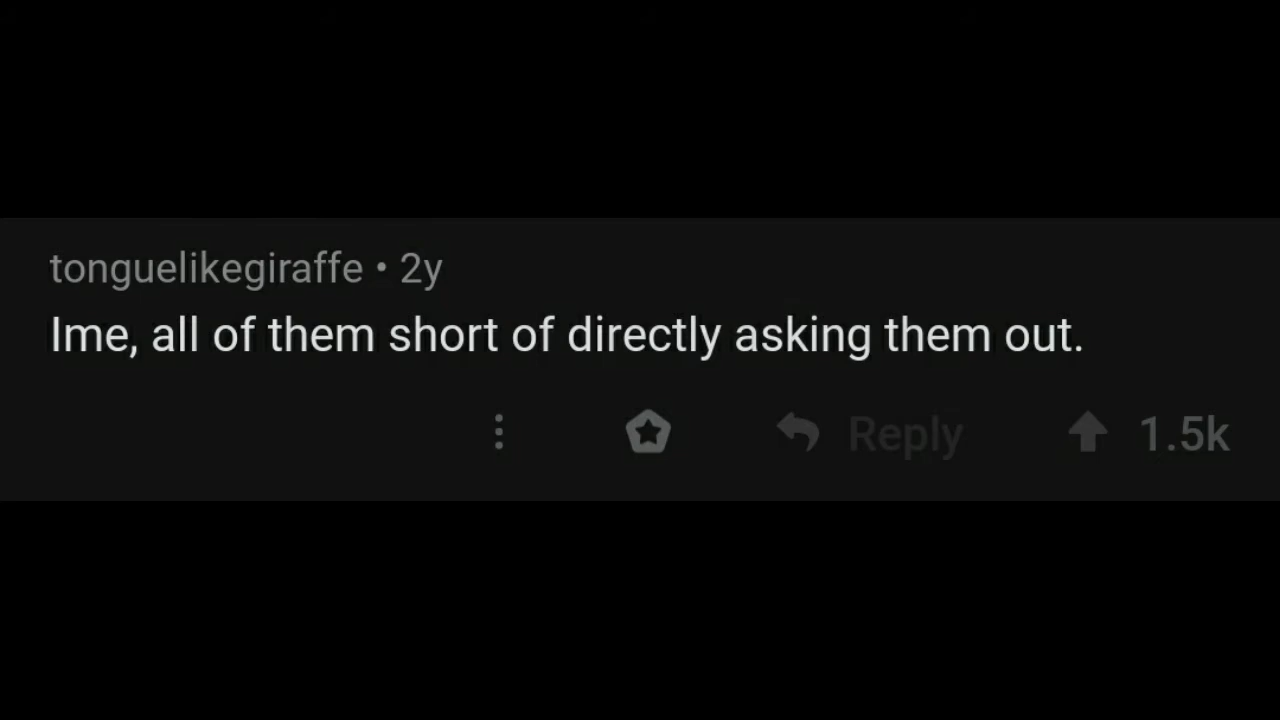 tonguelikegiraffe • 2y
Ime, all of them short of directly asking them out.
Reply 1.5k